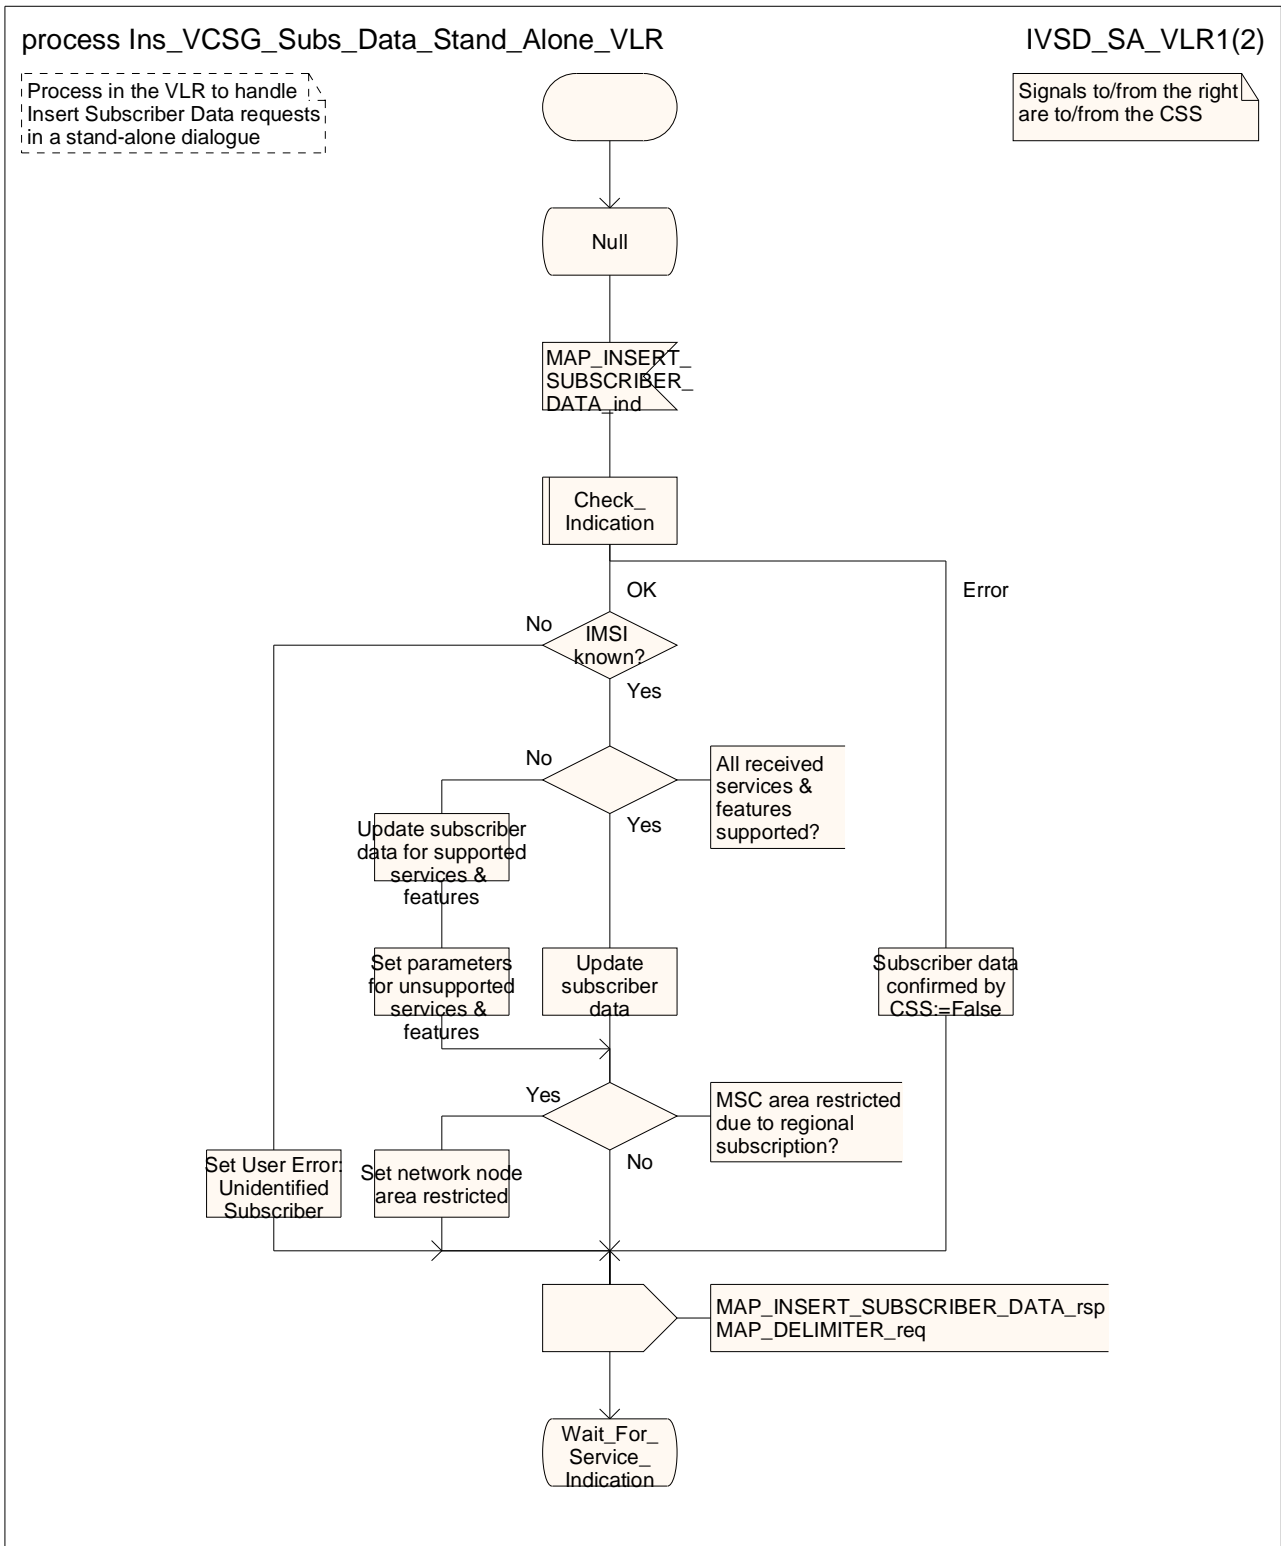 process Ins_VCSG_Subs_Data_Stand_Alone_VLR
IVSD_SA_VLR1(2)
Process in the VLR to handle
Insert Subscriber Data requests
in a stand-alone dialogue
Signals to/from the right
are to/from the CSS
Null
MAP_INSERT_
SUBSCRIBER_
DATA_ind
Check_
Indication
OK
Error
No
IMSI
known?
Yes
No
All received
services &
features
supported?
Yes
Update subscriber
data for supported
services &
features
Set parameters
for unsupported
services &
features
Update
subscriber
data
Subscriber data
confirmed by
CSS:=False
Yes
MSC area restricted
due to regional
subscription?
No
Set User Error:
Unidentified
Subscriber
Set network node
area restricted
MAP_INSERT_SUBSCRIBER_DATA_rsp
MAP_DELIMITER_req
Wait_For_
Service_
Indication